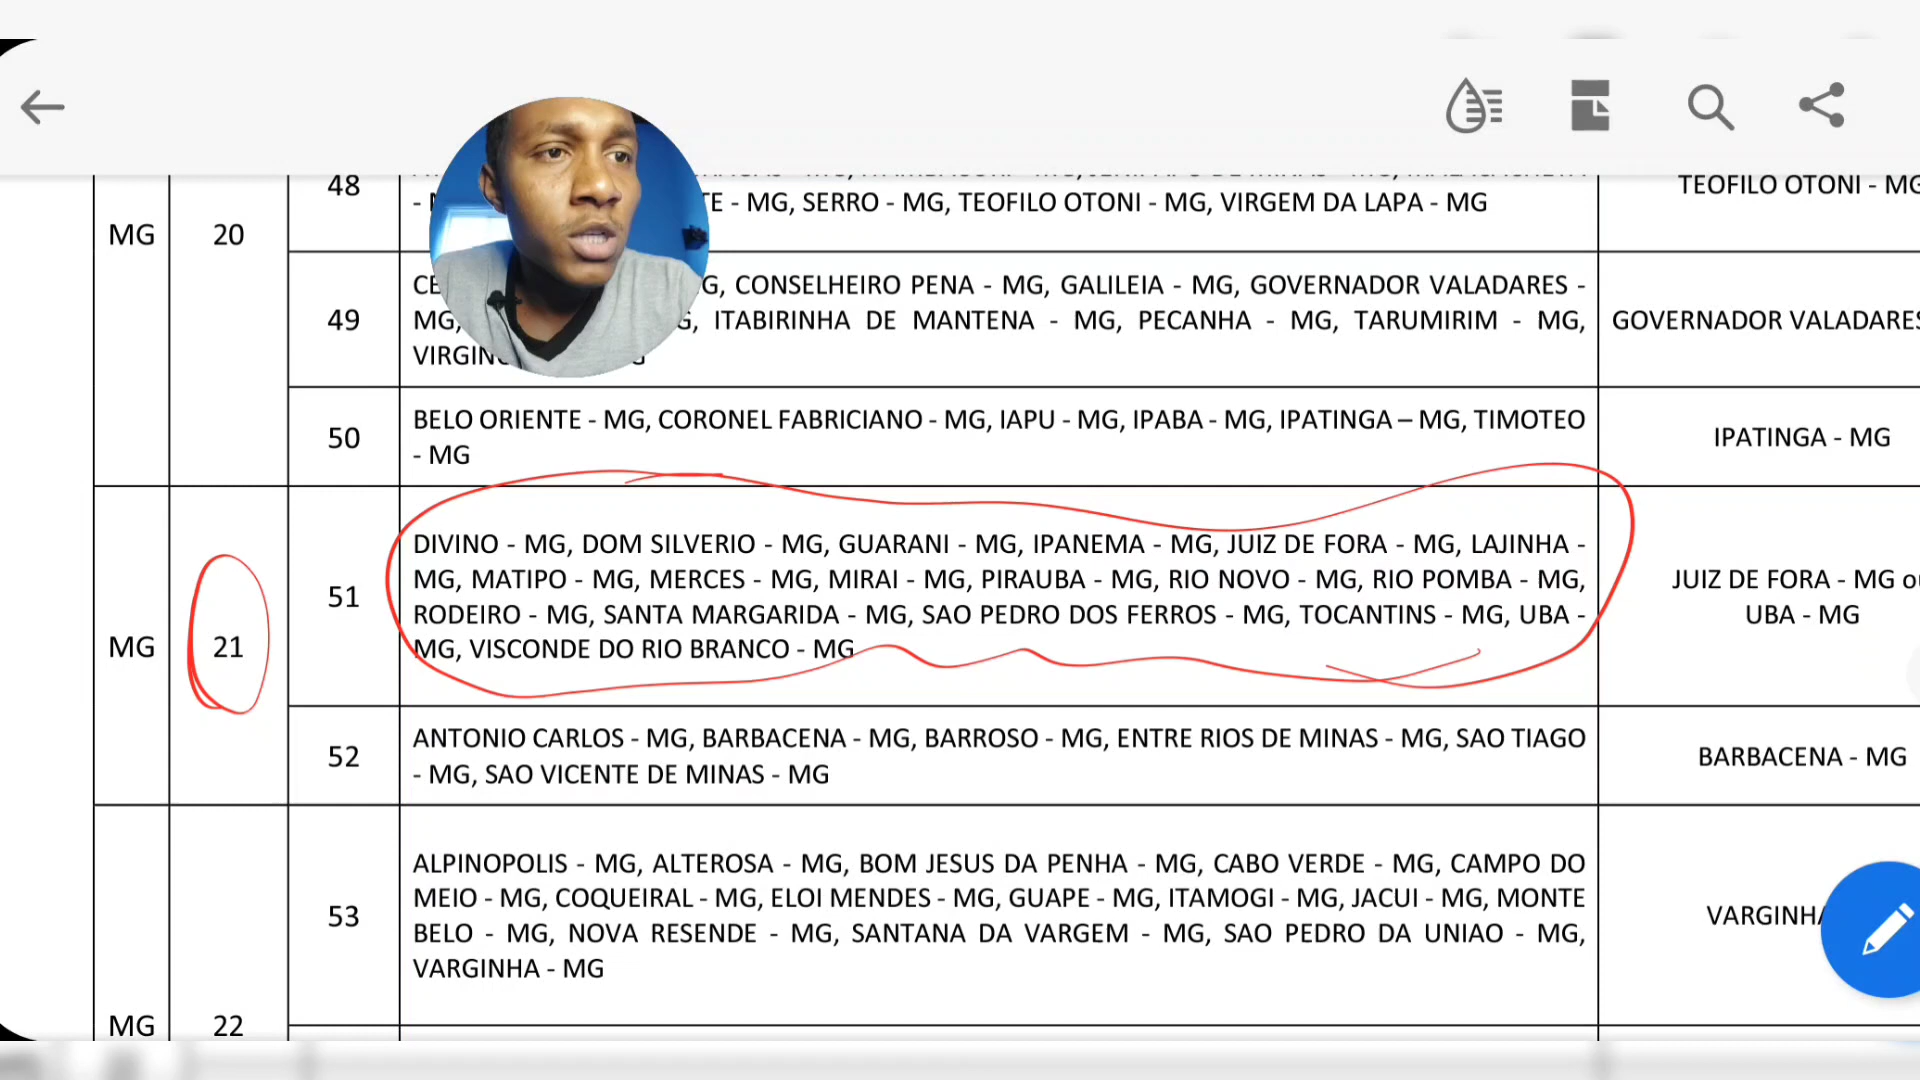 48
TE - MG, SERRO - MG, TEOFILO OTONI - MG, VIRGEM DA LAPA - MG
TEOFILO OTONI - MG
MG
20
49
CONSELHEIRO PENA - MG, GALILEIA - MG, GOVERNADOR VALADARES -
MG, ITABIRINHA DE MANTENA - MG, PECANHA - MG, TARUMIRIM - MG,
GOVERNADOR VALADARES
50
BELO ORIENTE - MG, CORONEL FABRICIANO - MG, IAPU - MG, IPABA - MG, IPATINGA – MG, TIMOTEO
- MG
IPATINGA - MG
MG
21
51
DIVINO - MG, DOM SILVERIO - MG, GUARANI - MG, IPANEMA - MG, JUIZ DE FORA - MG, LAJINHA -
MG, MATIPO - MG, MERCES - MG, MIRAI - MG, PIRAUBA - MG, RIO NOVO - MG, RIO POMBA - MG,
RODEIRO - MG, SANTA MARGARIDA - MG, SAO PEDRO DOS FERROS - MG, TOCANTINS - MG, UBA -
MG, VISCONDE DO RIO BRANCO - MG
JUIZ DE FORA - MG ou
UBA - MG
52
ANTONIO CARLOS - MG, BARBACENA - MG, BARROSO - MG, ENTRE RIOS DE MINAS - MG, SAO TIAGO
- MG, SAO VICENTE DE MINAS - MG
BARBACENA - MG
53
ALPINOPOLIS - MG, ALTEROSA - MG, BOM JESUS DA PENHA - MG, CABO VERDE - MG, CAMPO DO
MEIO - MG, COQUEIRAL - MG, ELOI MENDES - MG, GUAPE - MG, ITAMOGI - MG, JACUI - MG, MONTE
BELO - MG, NOVA RESENDE - MG, SANTANA DA VARGEM - MG, SAO PEDRO DA UNIAO - MG,
VARGINHA - MG
VARGINHA
MG
22